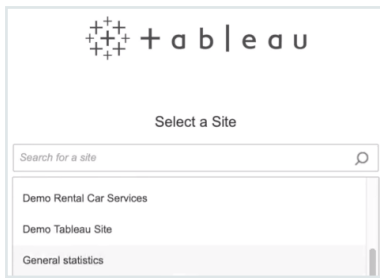 + a b l e a u
Select a Site
Search for a site
Demo Rental Car Services
Demo Tableau Site
General statistics